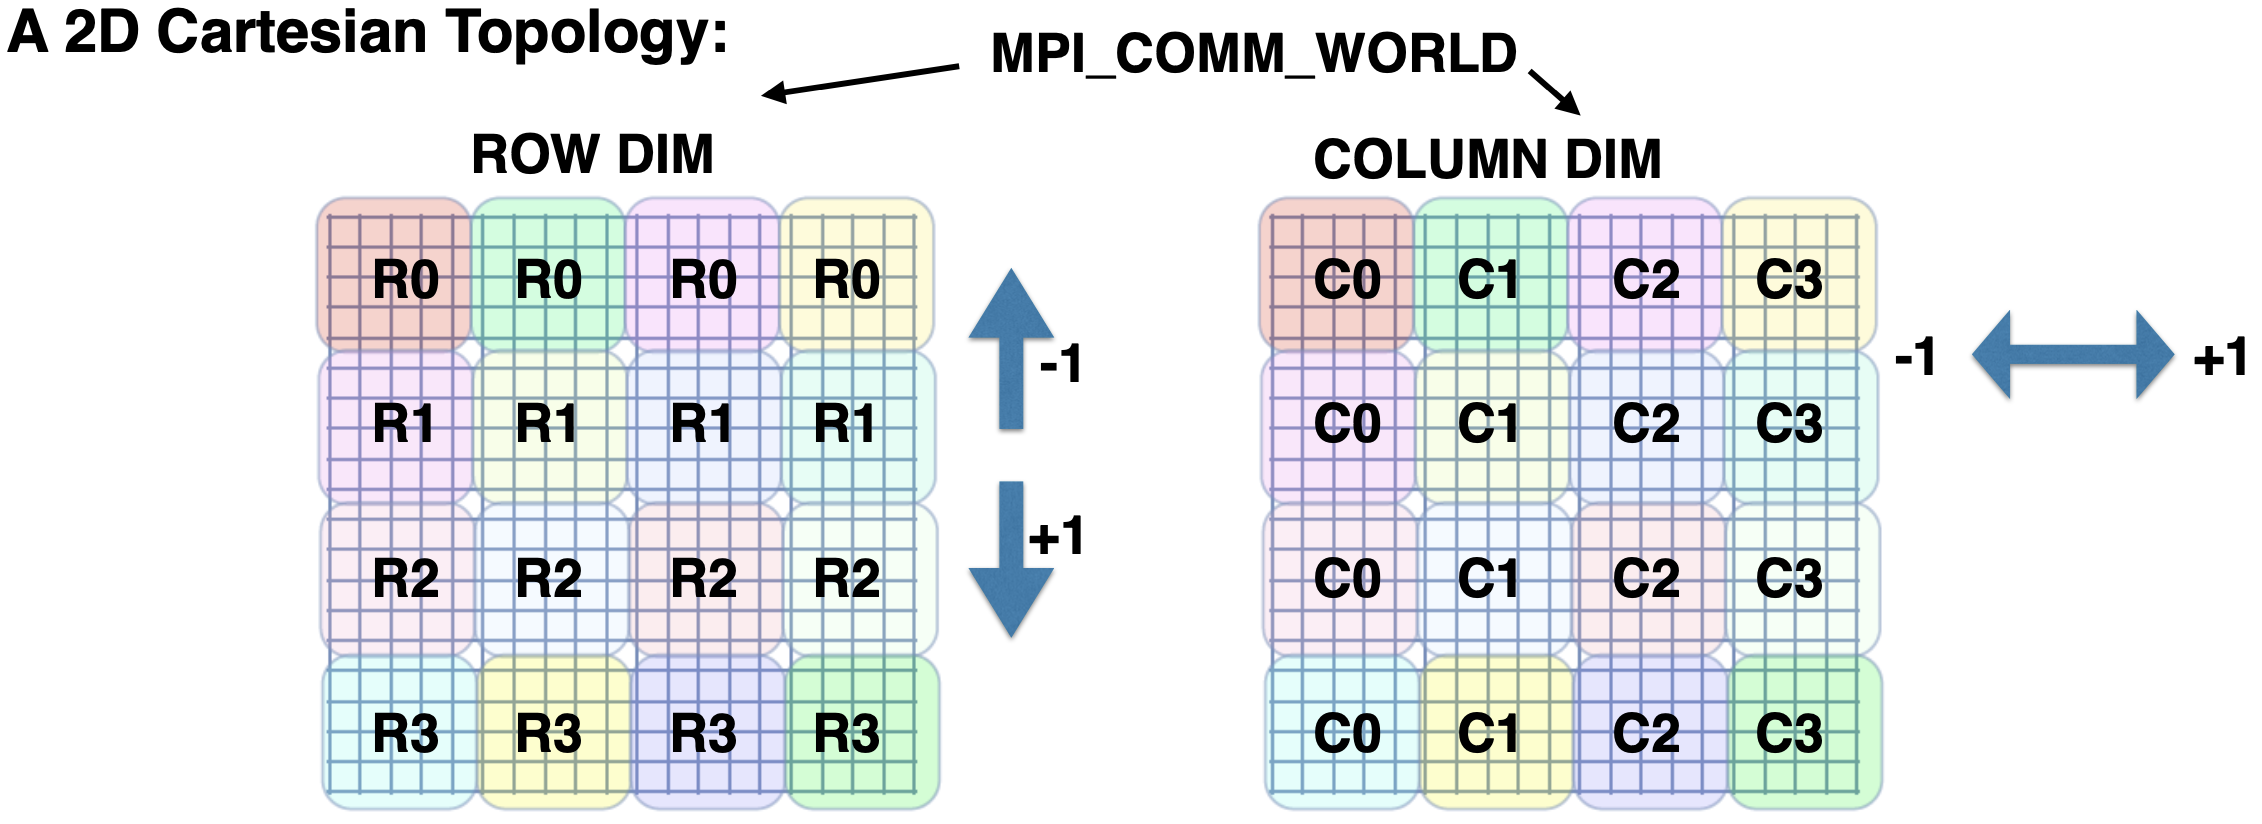 A 2D Cartesian Topology:
MPI_COMM_WORLD
ROW DIM
R0 R0 R0 R0
R1 R1 R1 R1
R2 R2 R2 R2
R3 R3 R3 R3
-1
+1
COLUMN DIM
C0 C1 C2 C3
C0 C1 C2 C3
C0 C1 C2 C3
C0 C1 C2 C3
-1 +1